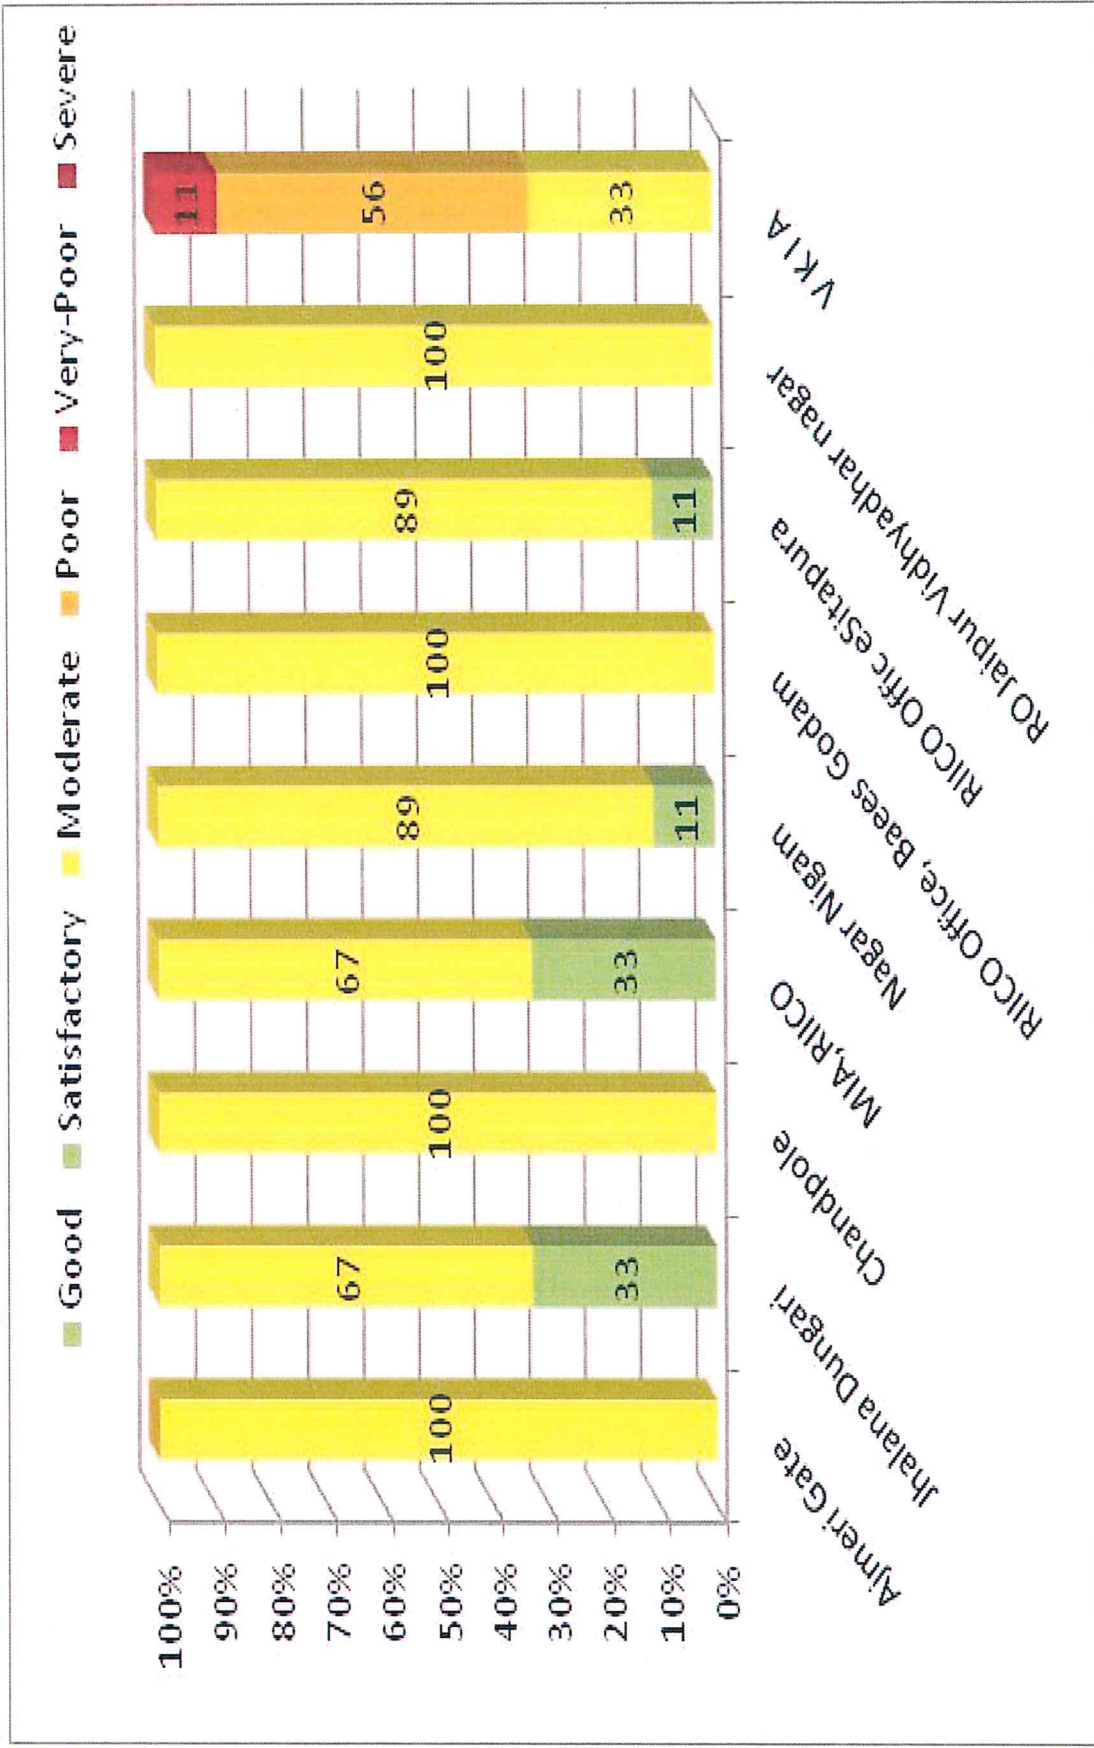 Good Satisfactory Moderate Poor Very-Poor Severe
100%
90%
80%
70%
60%
50%
40%
30%
20%
10%
0%
100
67
33
100
67
33
89
11
100
89
11
100
11
56
33
Ajmeri Gate
Jhalana Dungari
Chandpole
MIA,RIICO
Nagar Nigam
RIICO Office, Baees Godam
RIICO Offic eSitapura
RO Jaipur Vidhyadhar nagar
V K I A